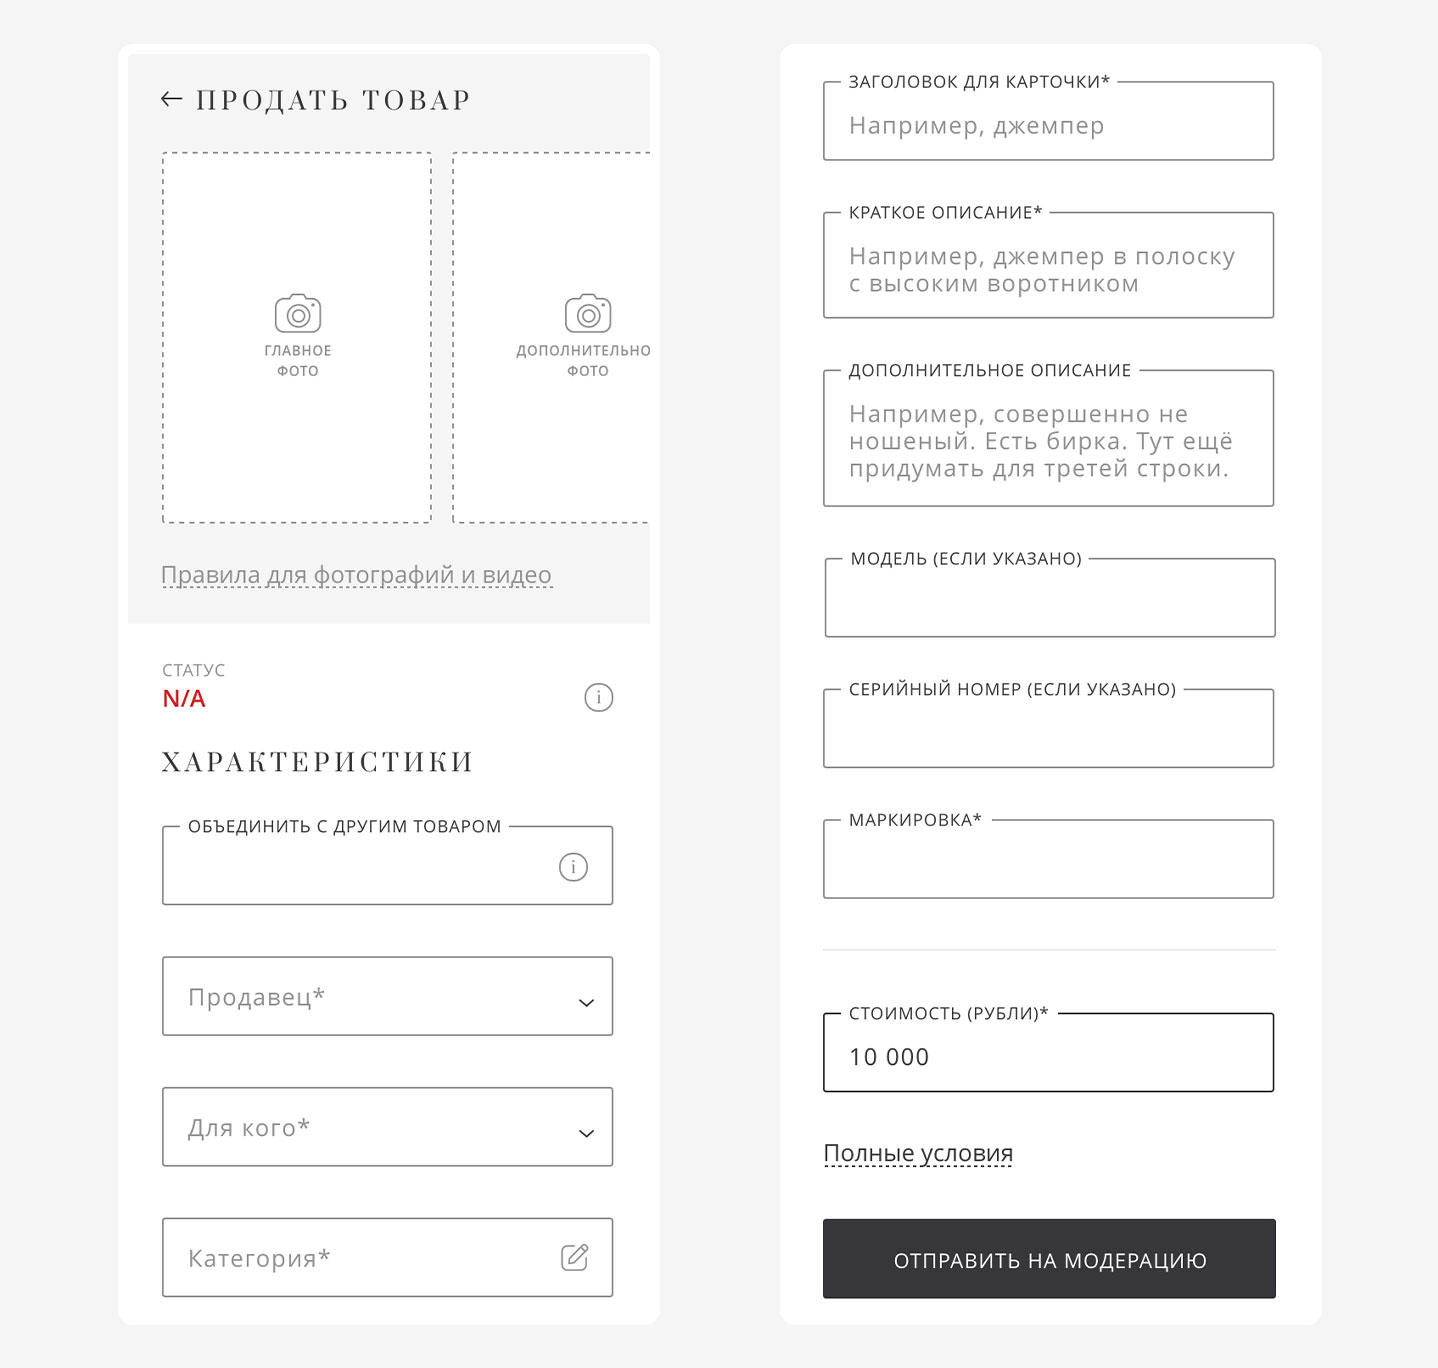 ПРОДАТЬ ТОВАР
ГЛАВНОЕ
ФОТО
ДОПОЛНИТЕЛЬНО
ФОТО
Правила для фотографий и видео
СТАТУС
N/A
ХАРАКТЕРИСТИКИ
ОБЪЕДИНИТЬ С ДРУГИМ ТОВАРОМ
Продавец*
Для кого*
Категория*
ЗАГОЛОВОК ДЛЯ КАРТОЧКИ*
Например, джемпер
КРАТКОЕ ОПИСАНИЕ*
Например, джемпер в полоску
с высоким воротником
ДОПОЛНИТЕЛЬНОЕ ОПИСАНИЕ
Например, совершенно не
ношеный. Есть бирка. Тут ещё
придумать для третей строки.
МОДЕЛЬ (ЕСЛИ УКАЗАНО)
СЕРИЙНЫЙ НОМЕР (ЕСЛИ УКАЗАНО)
МАРКИРОВКА*
СТОИМОСТЬ (РУБЛИ)*
10 000
Полные условия
ОТПРАВИТЬ НА МОДЕРАЦИЮ